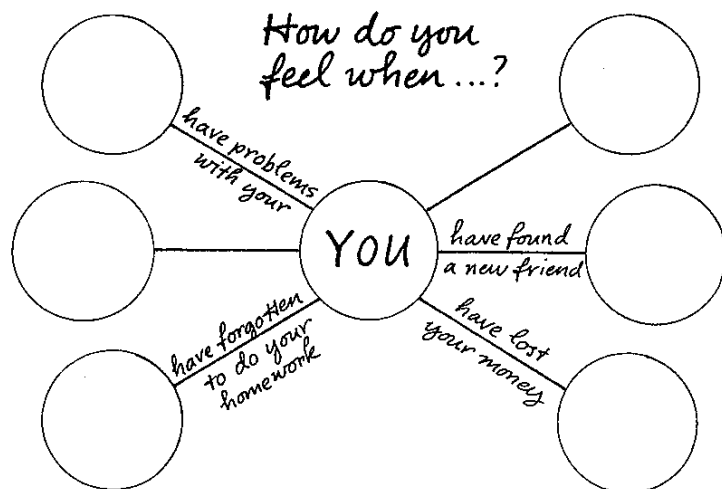 How do you
feel when...?
have problems
with your
YOU
have found
a new friend
have forgotten
to do your
homework
have lost
your money